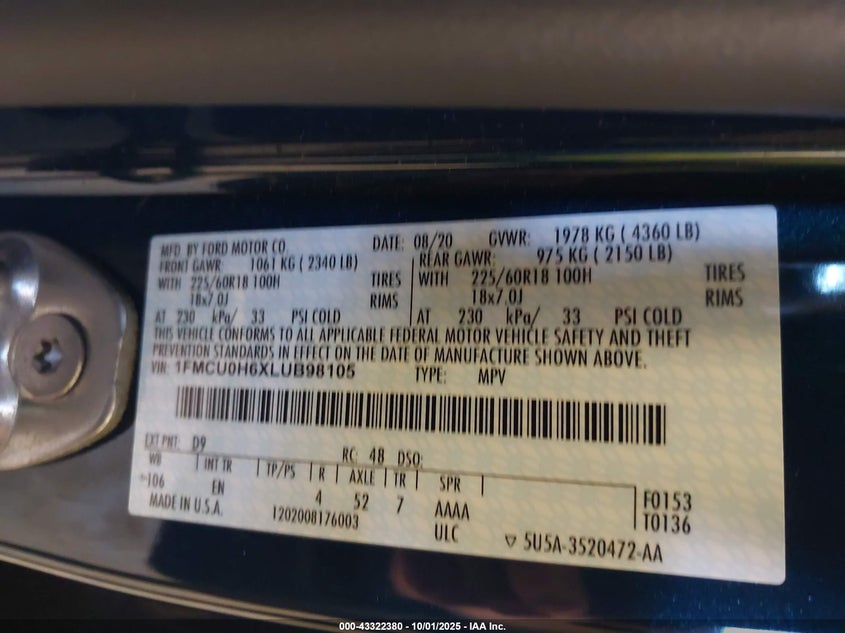 MFD. BY FORD MOTOR CO. DATE: 08/20 GVWR: 1978 KG ( 4360 LB)
FRONT GAWR: 1061 KG ( 2340 LB) REAR GAWR: 975 KG ( 2150 LB)
WITH 225/60R18 100H TIRES WITH 225/60R18 100H TIRES
18x7.0J RIMS 18x7.0J RIMS
AT 230 kPa/ 33 PSI COLD AT 230 kPa/ 33 PSI COLD
THIS VEHICLE CONFORMS TO ALL APPLICABLE FEDERAL MOTOR VEHICLE SAFETY AND THEFT
PREVENTION STANDARDS IN EFFECT ON THE DATE OF MANUFACTURE SHOWN ABOVE.
VIN: 1FMCU0H6XLUB98105 TYPE: MPV
EXT PNT: D9 RC: 48 DSO:
WB INT TR TP/PS R AXLE TR SPR
106 EN 4 52 7 AAAA F0153
MADE IN U.S.A. 1202008176003 ULC T0136
5U5A-3520472-AA
000-43322380 - 10/01/2025 - IAA Inc.